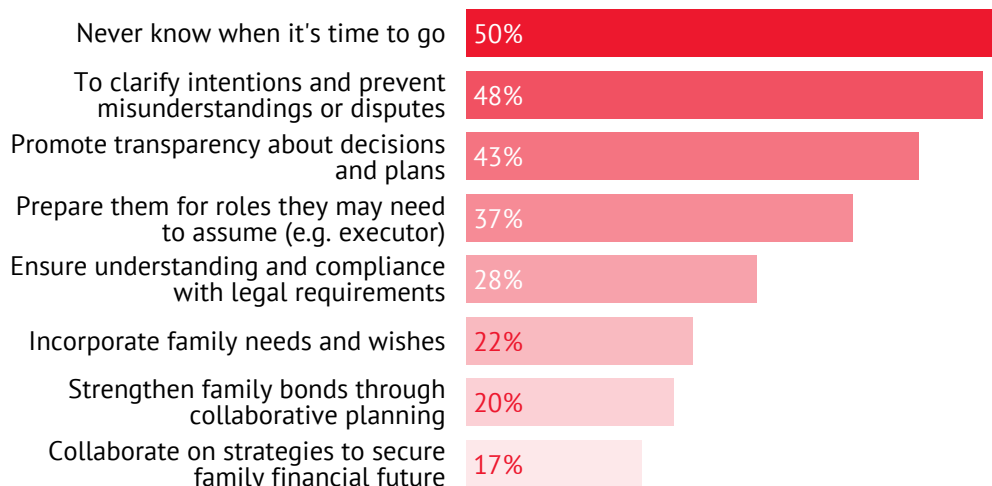 Never know when it's time to go 50%
To clarify intentions and prevent
misunderstandings or disputes 48%
Promote transparency about decisions
and plans 43%
Prepare them for roles they may need
to assume (e.g. executor) 37%
Ensure understanding and compliance
with legal requirements 28%
Incorporate family needs and wishes 22%
Strengthen family bonds through
collaborative planning 20%
Collaborate on strategies to secure
family financial future 17%